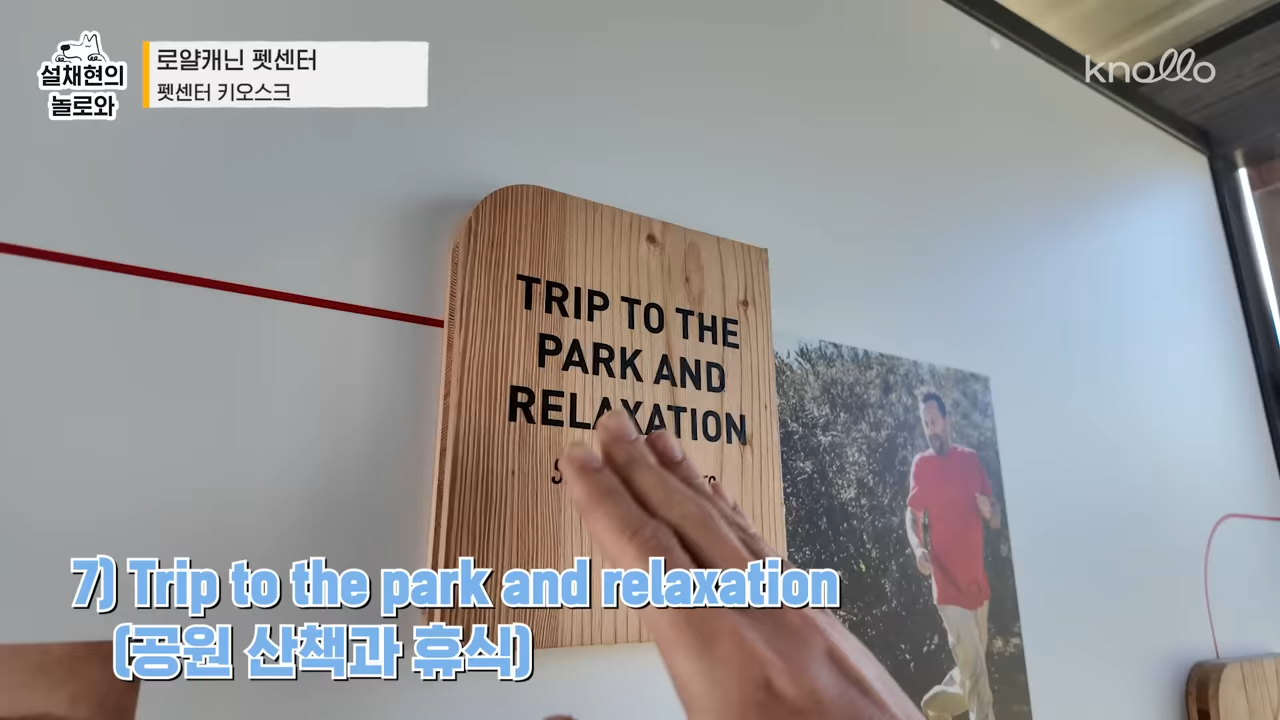 설채현의
놀로와
로얄캐닌 펫센터
펫센터 키오스크
knollo
TRIP TO THE
PARK AND
RELAXATION
7) Trip to the park and relaxation
(공원 산책과 휴식)